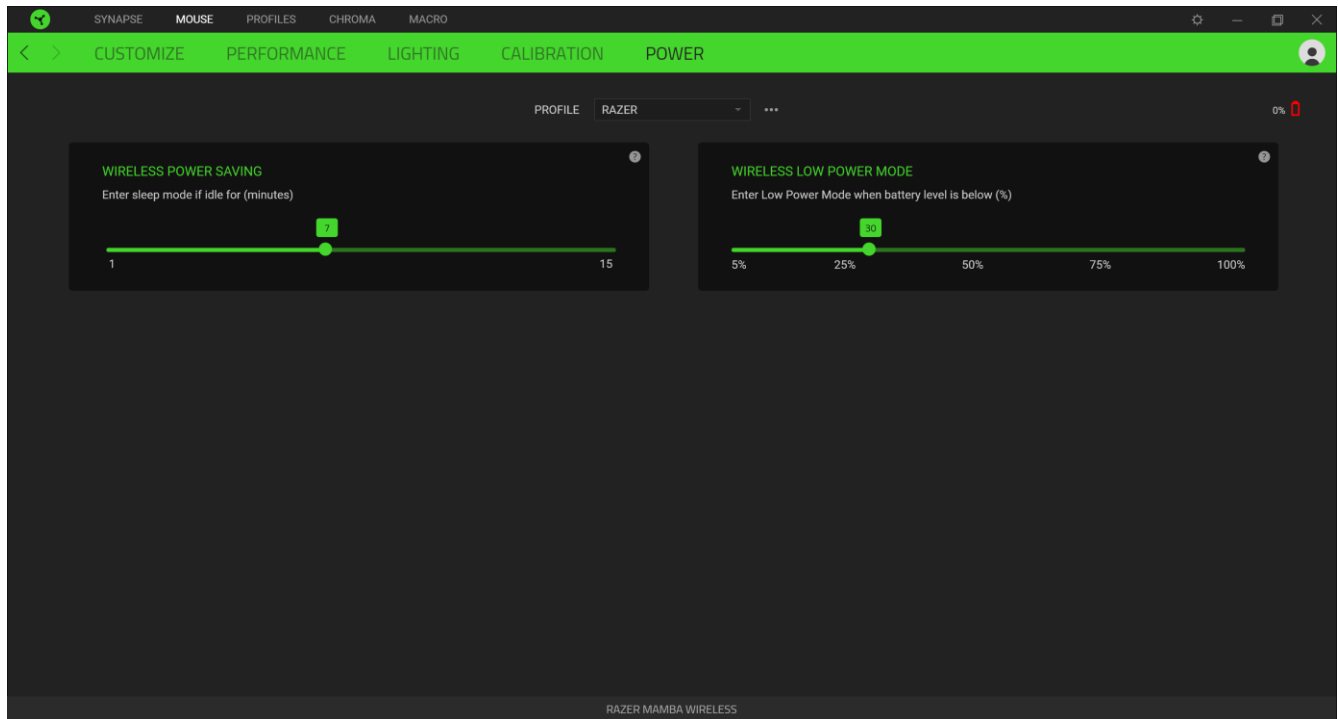 SYNAPSE MOUSE PROFILES CHROMA MACRO
CUSTOMIZE PERFORMANCE LIGHTING CALIBRATION POWER
PROFILE RAZER ••• 0%
WIRELESS POWER SAVING
Enter sleep mode if idle for (minutes)
7
1 15
WIRELESS LOW POWER MODE
Enter Low Power Mode when battery level is below (%)
30
5% 25% 50% 75% 100%
RAZER MAMBA WIRELESS